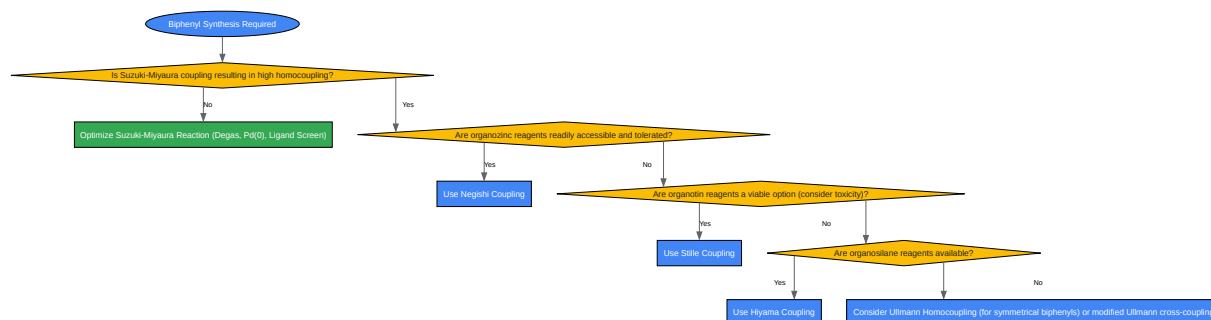 Biphenyl Synthesis Required
Is Suzuki-Miyaura coupling resulting in high homocoupling?
No
Yes
Optimize Suzuki-Miyaura Reaction (Degas, Pd(0), Ligand Screen)
Are organozinc reagents readily accessible and tolerated?
Yes
No
Use Negishi Coupling
Are organotin reagents a viable option (consider toxicity)?
Yes
No
Use Stille Coupling
Are organosilane reagents available?
Yes
No
Use Hiyama Coupling
Consider Ullmann Homocoupling (for symmetrical biphenyls) or modified Ullmann cross-coupling